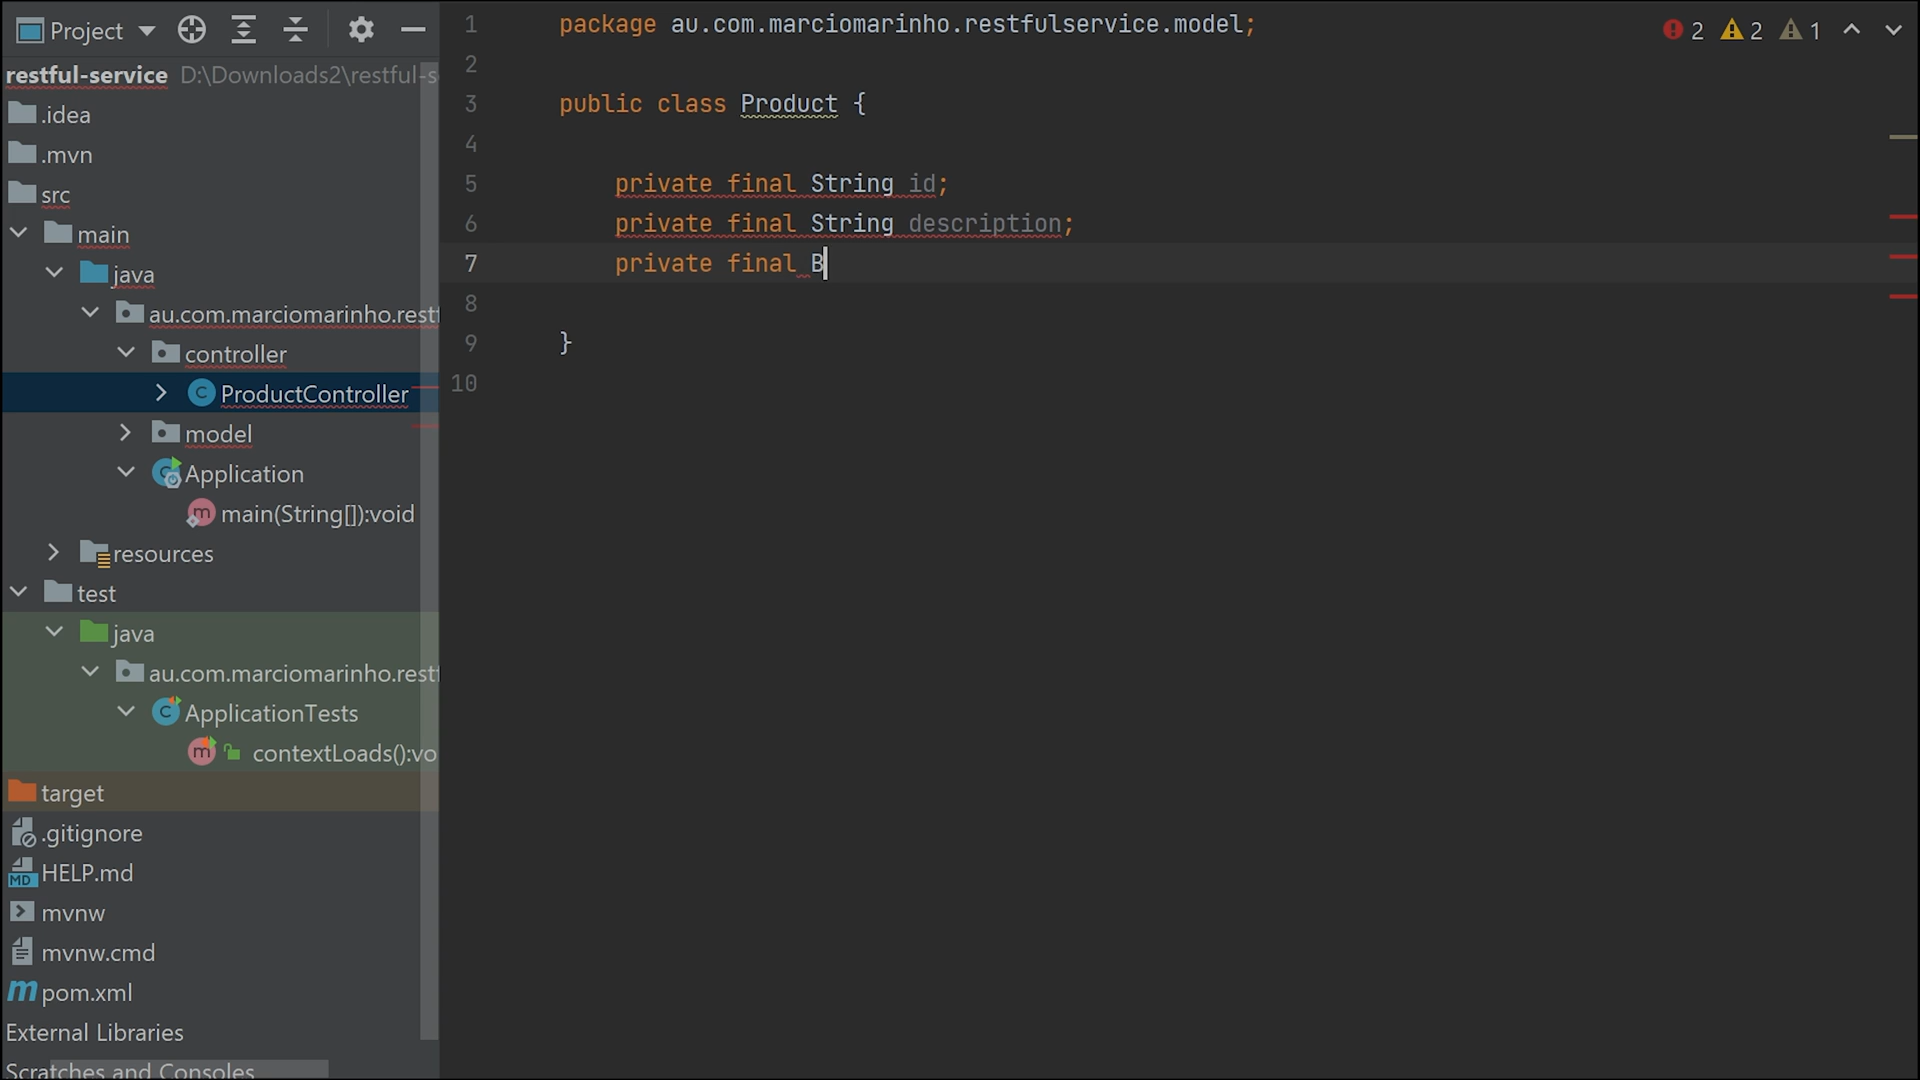 Project
restful-service D:\Downloads2\restful-s
.idea
.mvn
src
main
java
au.com.marciomarinho.rest
controller
ProductController
model
Application
main(String[]):void
resources
test
java
au.com.marciomarinho.rest
ApplicationTests
contextLoads():vo
target
.gitignore
HELP.md
mvnw
mvnw.cmd
pom.xml
External Libraries
Scratches and Consoles
1 package au.com.marciomarinho.restfulservice.model;
2
3 public class Product {
4
5 private final String id;
6 private final String description;
7 private final B
8
9 }
10
2 2 1